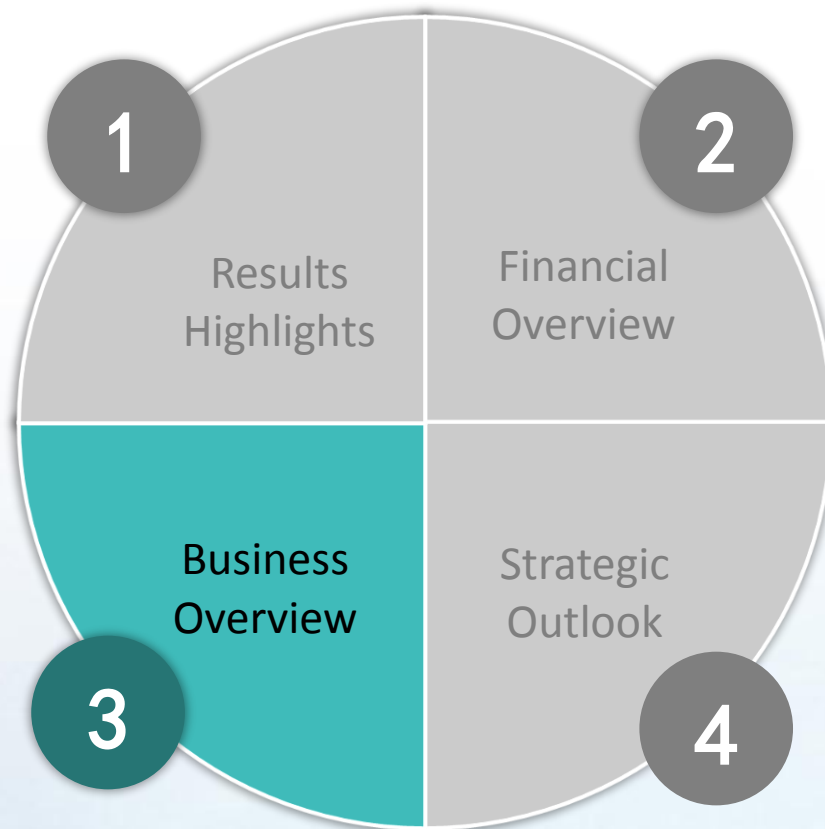 1
Results
Highlights
2
Financial
Overview
3
Business
Overview
4
Strategic
Outlook